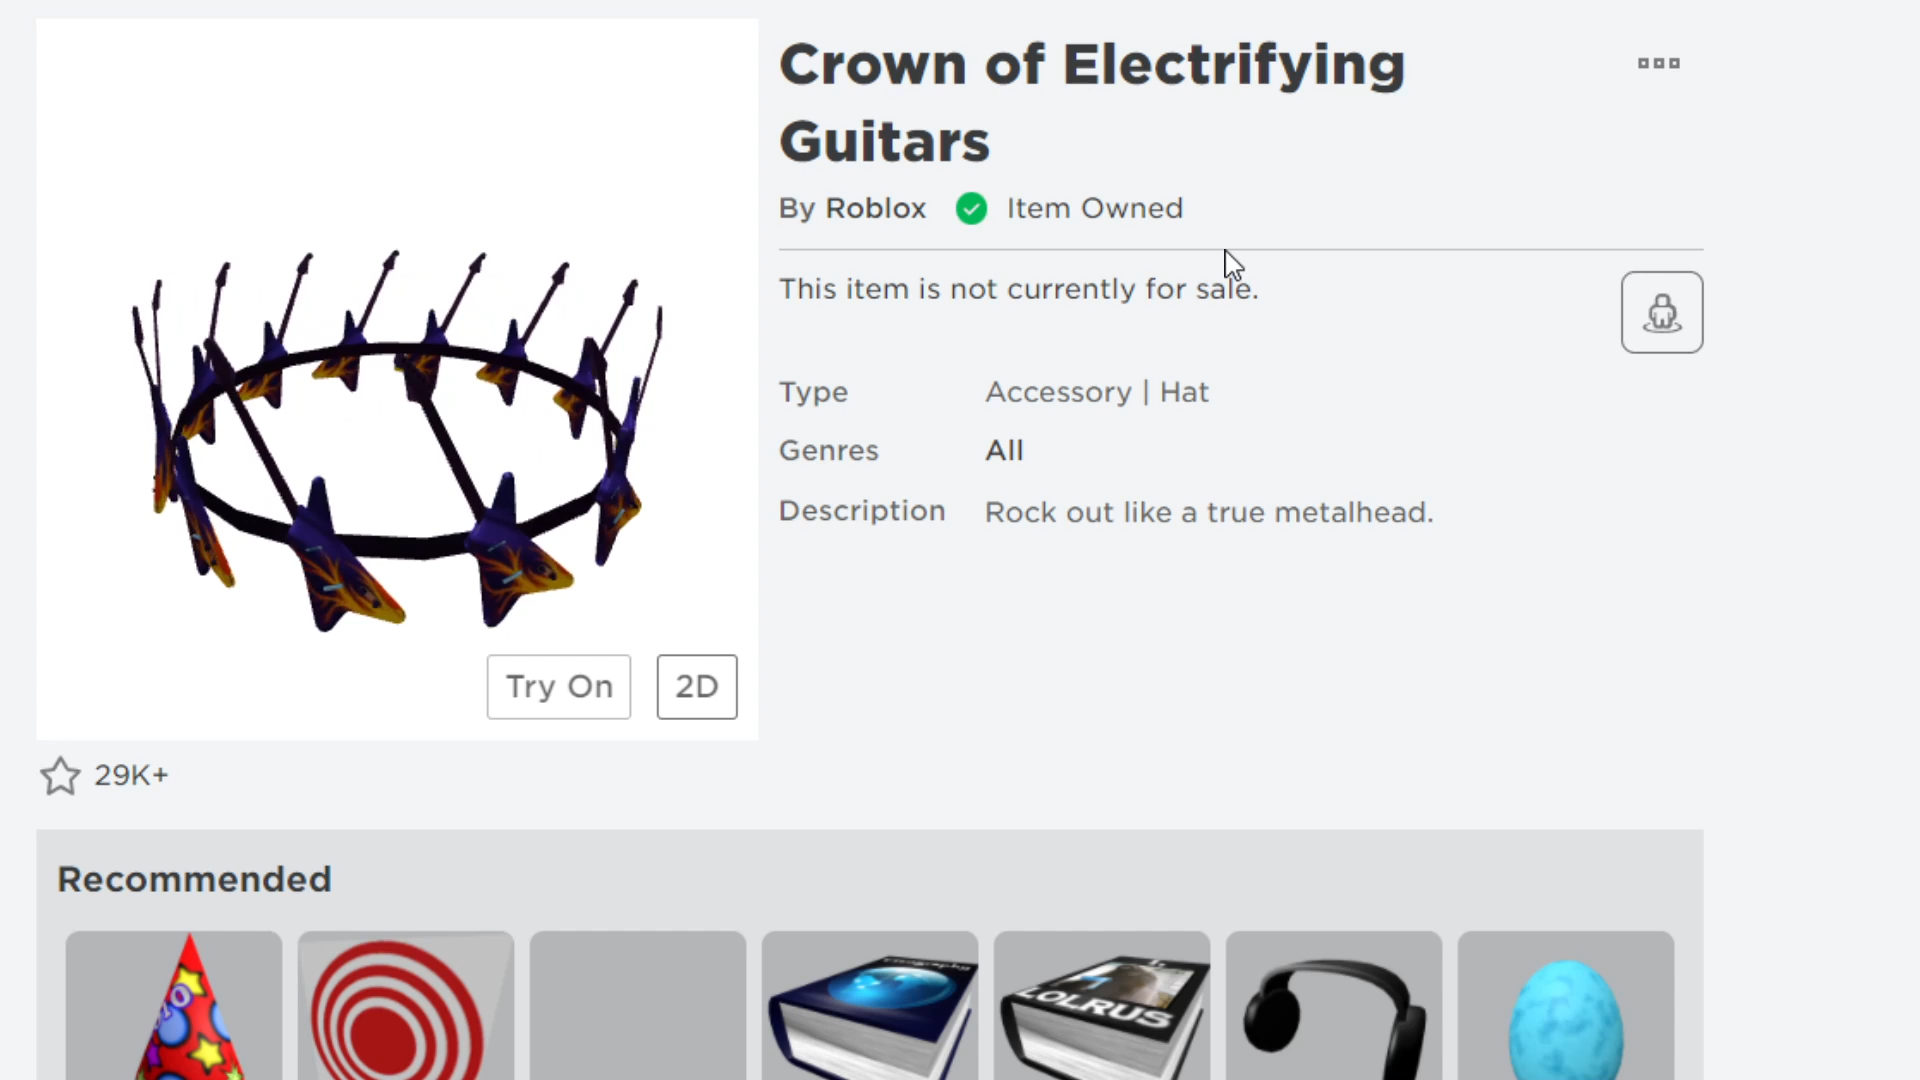 Crown of Electrifying
Guitars
By Roblox Item Owned
This item is not currently for sale.
Type Accessory | Hat
Genres All
Description Rock out like a true metalhead.
Try On 2D
29K+
Recommended
LOLRUS